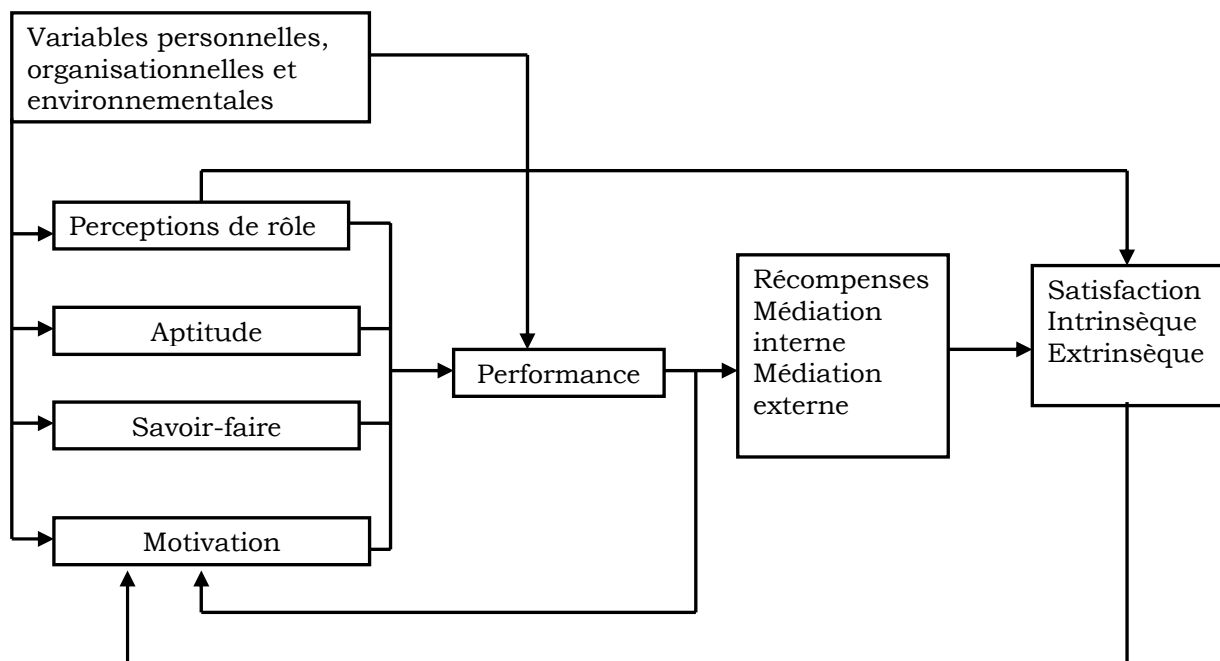 Variables personnelles,
organisationnelles et
environnementales
Perceptions de rôle
Aptitude
Savoir-faire
Motivation
Performance
Récompenses
Médiation
interne
Médiation
externe
Satisfaction
Intrinsèque
Extrinsèque